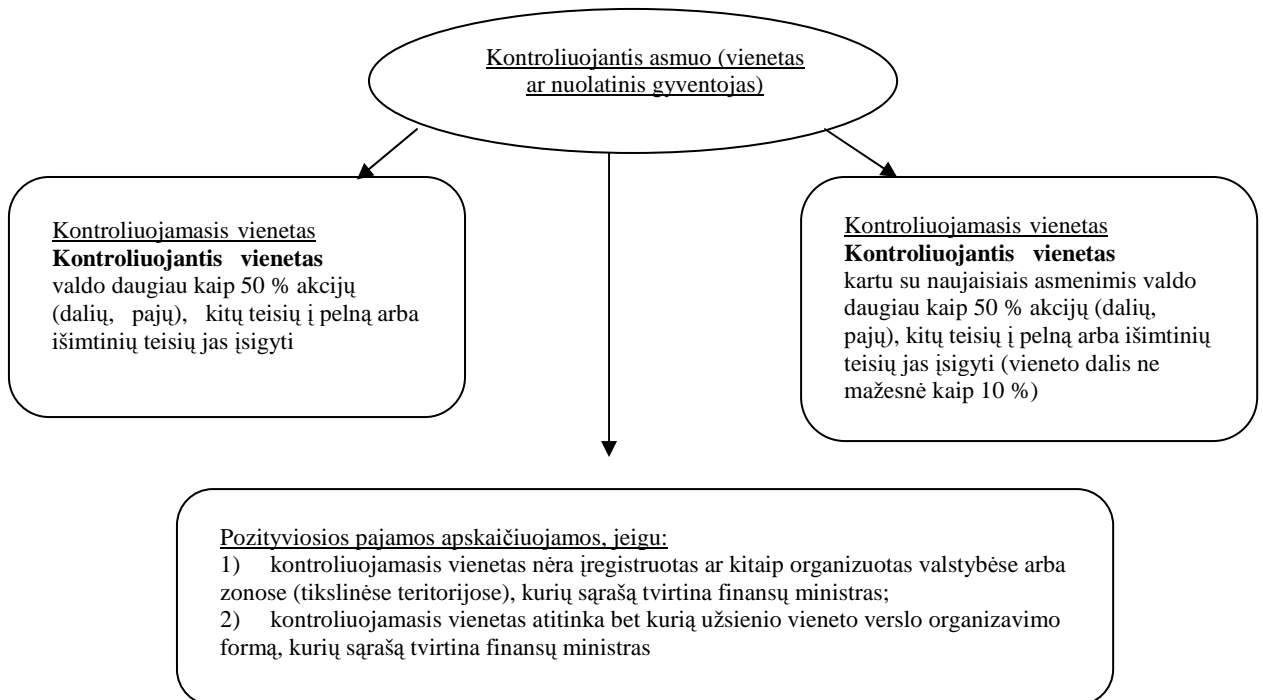 Kontroliuojantis asmuo (vienetas
ar nuolatinis gyventojas)
Kontroliuojamasis vienetas
Kontroliuojantis vienetas
valdo daugiau kaip 50 % akcijų
(dalių, pajų), kitų teisių į pelną arba
išimtinių teisių jas įsigyti
Kontroliuojamasis vienetas
Kontroliuojantis vienetas
kartu su naujaisiais asmenimis valdo
daugiau kaip 50 % akcijų (dalių,
pajų), kitų teisių į pelną arba išimtinių
teisių jas įsigyti (vieneto dalis ne
mažesnė kaip 10 %)
Pozityviosios pajamos apskaičiuojamos, jeigu:
1) kontroliuojamasis vienetas nėra įregistruotas ar kitaip organizuotas valstybėse arba
zonose (tikslinėse teritorijose), kurių sąrašą tvirtina finansų ministras;
2) kontroliuojamasis vienetas atitinka bet kurią užsienio vieneto verslo organizavimo
formą, kurių sąrašą tvirtina finansų ministras